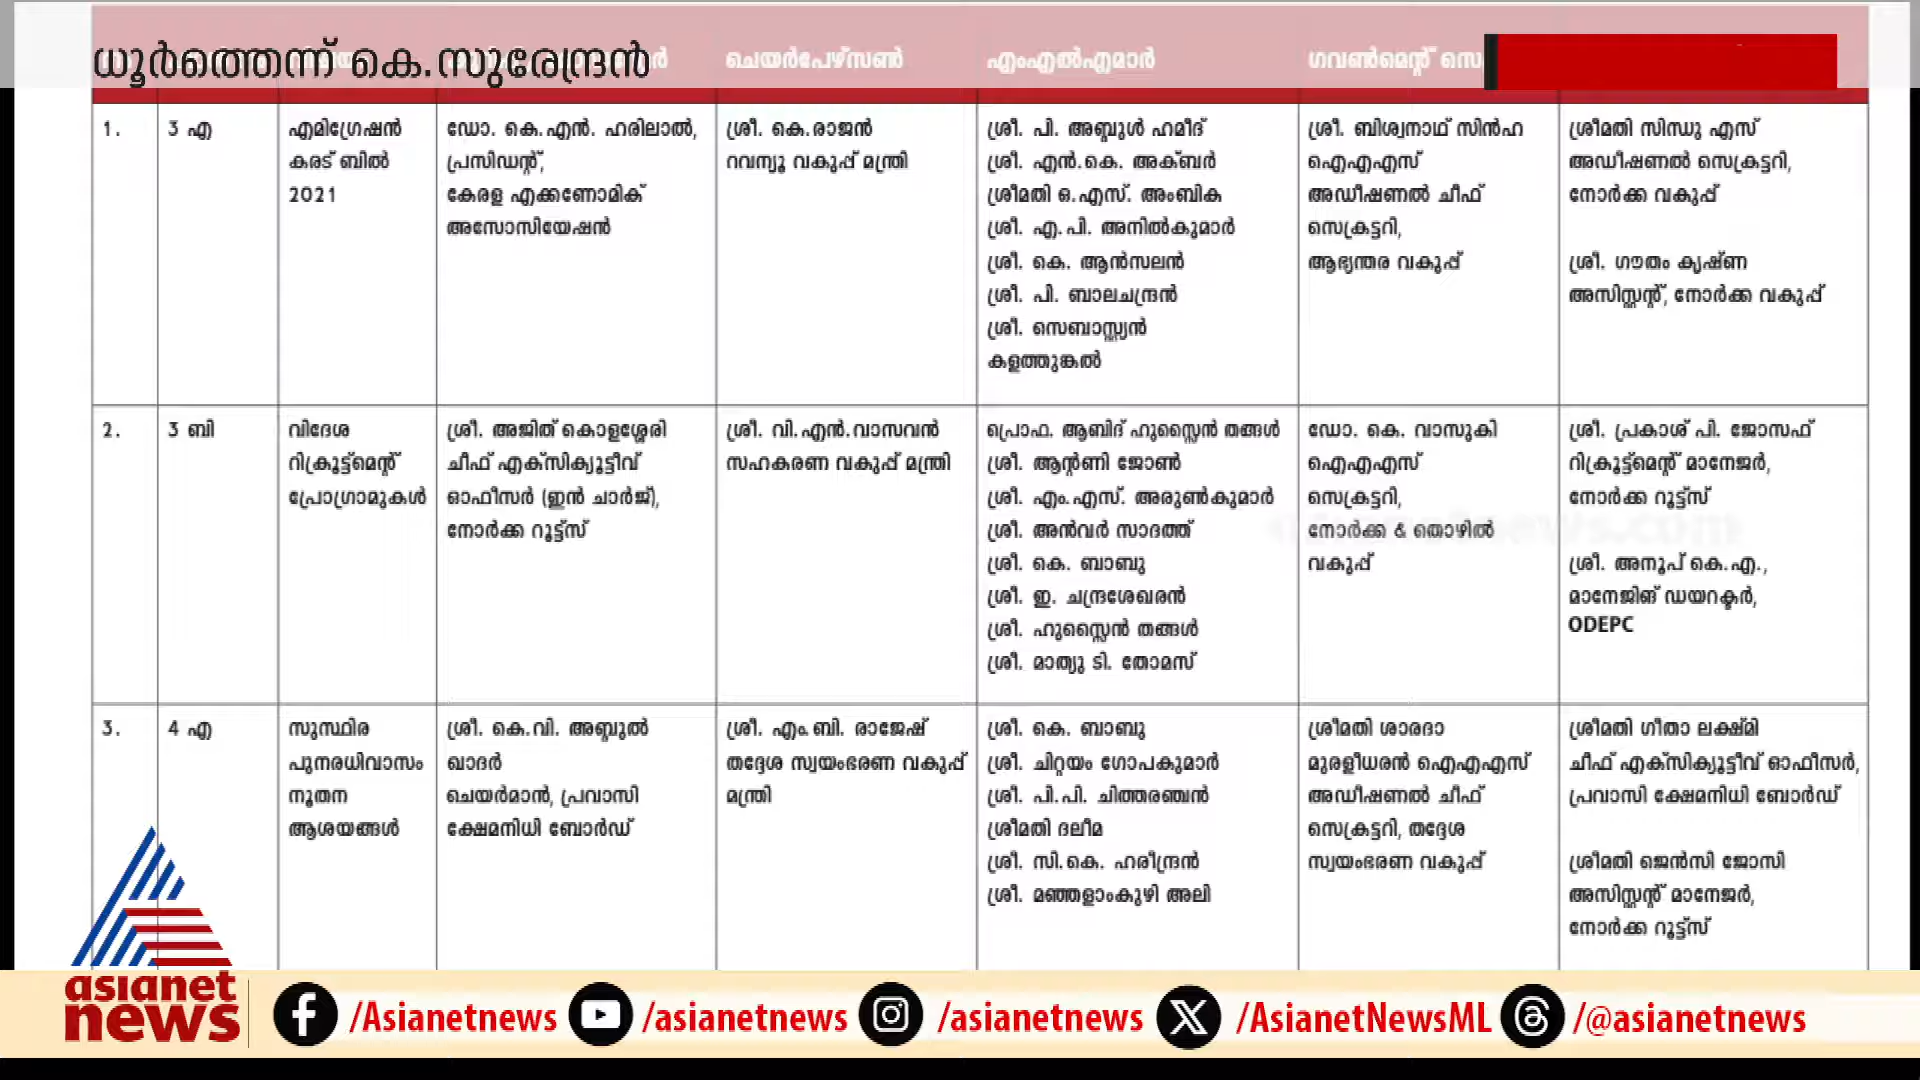 ധൂർത്തെന്ന് കെ.സുരേന്ദ്രൻ
ചെയർപേഴ്സൺ
എംഎൽഎമാർ
ഗവൺമെന്റ്
1.
3 എ
എമിഗ്രേഷൻ
കരട് ബിൽ
2021
ഡോ. കെ.എൻ. ഹരിലാൽ,
പ്രസിഡന്റ്,
കേരള എക്കണോമിക്
അസോസിയേഷൻ
ശ്രീ. കെ.രാജൻ
റവന്യൂ വകുപ്പ് മന്ത്രി
ശ്രീ. പി. അബ്ദുൾ ഹമീദ്
ശ്രീ. എൻ.കെ. അക്ബർ
ശ്രീമതി ഒ.എസ്. അംബിക
ശ്രീ. എ.പി. അനിൽകുമാർ
ശ്രീ. കെ. ആൻസലൻ
ശ്രീ. പി. ബാലചന്ദ്രൻ
ശ്രീ. സെബാസ്റ്റ്യൻ
കളത്തുങ്കൽ
ശ്രീ. ബിശ്വനാഥ് സിൻഹ
ഐഎഎസ്
അഡീഷണൽ ചീഫ്
സെക്രട്ടറി,
ആഭ്യന്തര വകുപ്പ്
ശ്രീമതി സിന്ധു എസ്
അഡീഷണൽ സെക്രട്ടറി,
നോർക്ക വകുപ്പ്
ശ്രീ. ഗൗതം കൃഷ്ണ
അസിസ്റ്റന്റ്, നോർക്ക വകുപ്പ്
2.
3 ബി
വിദേശ
റിക്രൂട്ട്മെന്റ്
പ്രോഗ്രാമുകൾ
ശ്രീ. അജിത് കൊളശ്ശേരി
ചീഫ് എക്സിക്യൂട്ടീവ്
ഓഫീസർ (ഇൻ ചാർജ്),
നോർക്ക റൂട്ട്സ്
ശ്രീ. വി.എൻ.വാസവൻ
സഹകരണ വകുപ്പ് മന്ത്രി
പ്രൊഫ. ആബിദ് ഹുസ്സൈൻ തങ്ങൾ
ശ്രീ. ആന്റണി ജോൺ
ശ്രീ. എം.എസ്. അരുൺകുമാർ
ശ്രീ. അൻവർ സാദത്ത്
ശ്രീ. കെ. ബാബു
ശ്രീ. ഇ. ചന്ദ്രശേഖരൻ
ശ്രീ. ഹുസ്സൈൻ തങ്ങൾ
ശ്രീ. മാത്യു ടി. തോമസ്
ഡോ. കെ. വാസുകി
ഐഎഎസ്
സെക്രട്ടറി,
നോർക്ക & തൊഴിൽ
വകുപ്പ്
ശ്രീ. പ്രകാശ് പി. ജോസഫ്
റിക്രൂട്ട്മെന്റ് മാനേജർ,
നോർക്ക റൂട്ട്സ്
ശ്രീ. അനൂപ് കെ.എ.,
മാനേജിങ് ഡയറക്ടർ,
ODEPC
3.
4 എ
സുസ്ഥിര
പുനരധിവാസം
നൂതന
ആശയങ്ങൾ
ശ്രീ. കെ.വി. അബ്ദുൽ
ഖാദർ
ചെയർമാൻ, പ്രവാസി
ക്ഷേമനിധി ബോർഡ്
ശ്രീ. എം.ബി. രാജേഷ്
തദ്ദേശ സ്വയംഭരണ വകുപ്പ്
മന്ത്രി
ശ്രീ. കെ. ബാബു
ശ്രീ. ചിറ്റയം ഗോപകുമാർ
ശ്രീ. പി.പി. ചിത്തരഞ്ചൻ
ശ്രീമതി ദലീമ
ശ്രീ. സി.കെ. ഹരീന്ദ്രൻ
ശ്രീ. മഞ്ഞളാംകുഴി അലി
ശ്രീമതി ശാരദാ
മുരളീധരൻ ഐഎഎസ്
അഡീഷണൽ ചീഫ്
സെക്രട്ടറി, തദ്ദേശ
സ്വയംഭരണ വകുപ്പ്
ശ്രീമതി ഗീതാ ലക്ഷ്മി
ചീഫ് എക്സിക്യൂട്ടീവ് ഓഫീസർ,
പ്രവാസി ക്ഷേമനിധി ബോർഡ്
ശ്രീമതി ജെൻസി ജോസി
അസിസ്റ്റന്റ് മാനേജർ,
നോർക്ക റൂട്ട്സ്
asianet
news
/Asianetnews
/asianetnews
/asianetnews
/AsianetNewsML
/@asianetnews